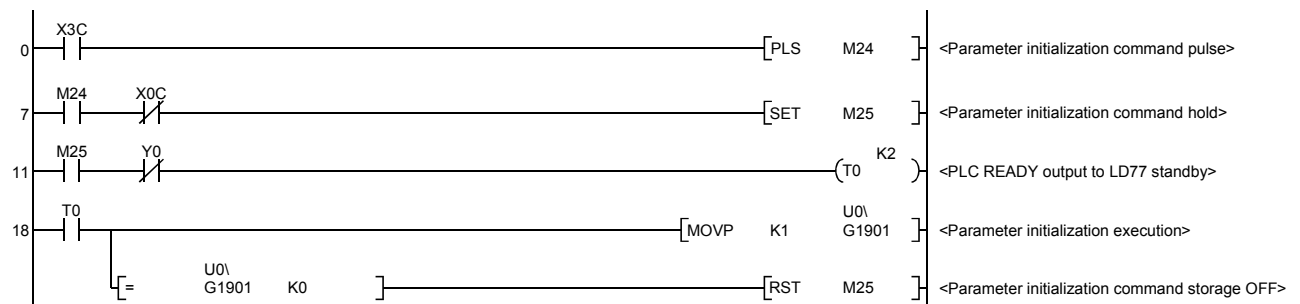 X3C
0 PLS M24 <Parameter initialization command pulse>
M24 X0C
7 SET M25 <Parameter initialization command hold>
M25 Y0 K2
11 T0 <PLC READY output to LD77 standby>
T0 U0\
18 MOVP K1 G1901 <Parameter initialization execution>
U0\
= G1901 K0 RST M25 <Parameter initialization command storage OFF>